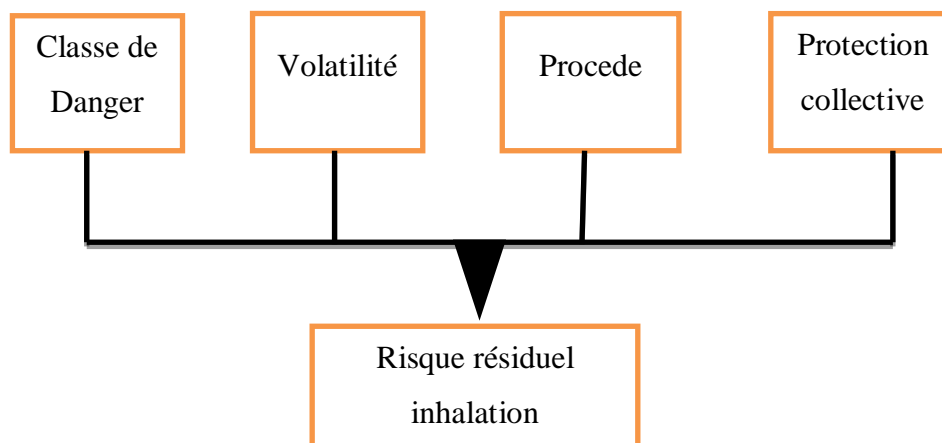 Classe de
Danger
Volatilité
Procede
Protection
collective
Risque résiduel
inhalation